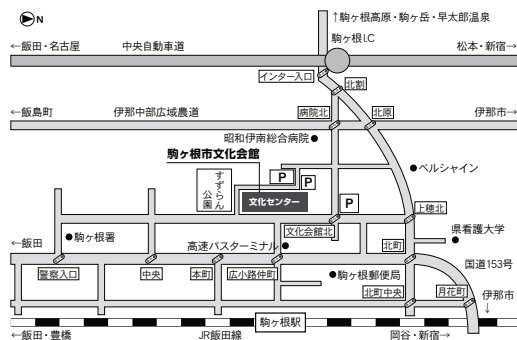 N
↑駒ヶ根高原・駒ヶ岳・早太郎温泉
駒ヶ根I.C
←飯田・名古屋
中央自動車道
松本・新宿→
インター入口
北割
←飯島町
伊那中部広域農道
病院北
北原
伊那市→
昭和伊南総合病院
駒ヶ根市文化会館
ベルシャイン
すずらん公園
P
P
文化センター
P
上穂北
文化会館北
県看護大学
←飯田
駒ヶ根署
高速バスターミナル
北町
国道153号
警察入口
中央
本町
広小路仲町
駒ヶ根郵便局
北町中央
月花町
伊那市
↓
駒ヶ根駅
←飯田・豊橋
JR飯田線
岡谷・新宿→